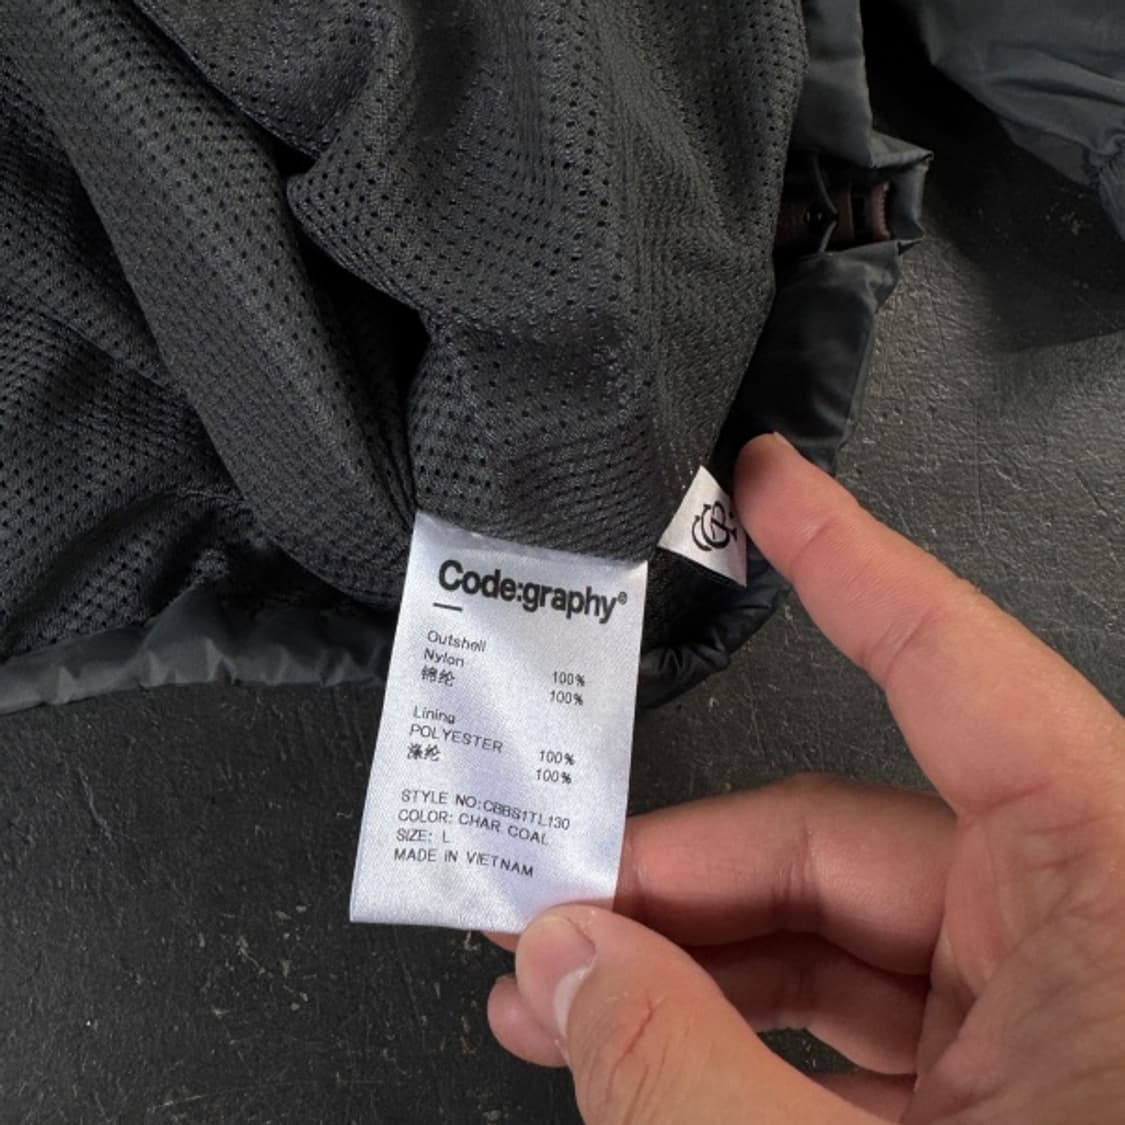 Code:graphy®
Outshell
Nylon 100%
锦纶 100%
Lining
POLYESTER 100%
涤纶 100%
STYLE NO:CBBS1TL130
COLOR: CHAR COAL
SIZE: L
MADE IN VIETNAM